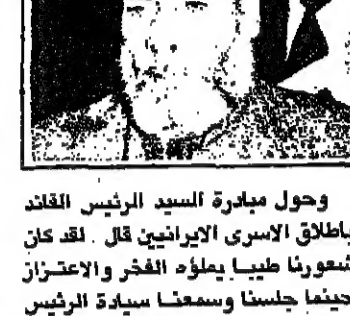 وحول مبادرة السيد الرئيس القائد
باطلاق الاسرى الايرانيين قال . لقد كان
شعورنا طيبا يملؤه الفخر والاعتزاز
حينما جلسنا وسمعنا سيادة الرئيس